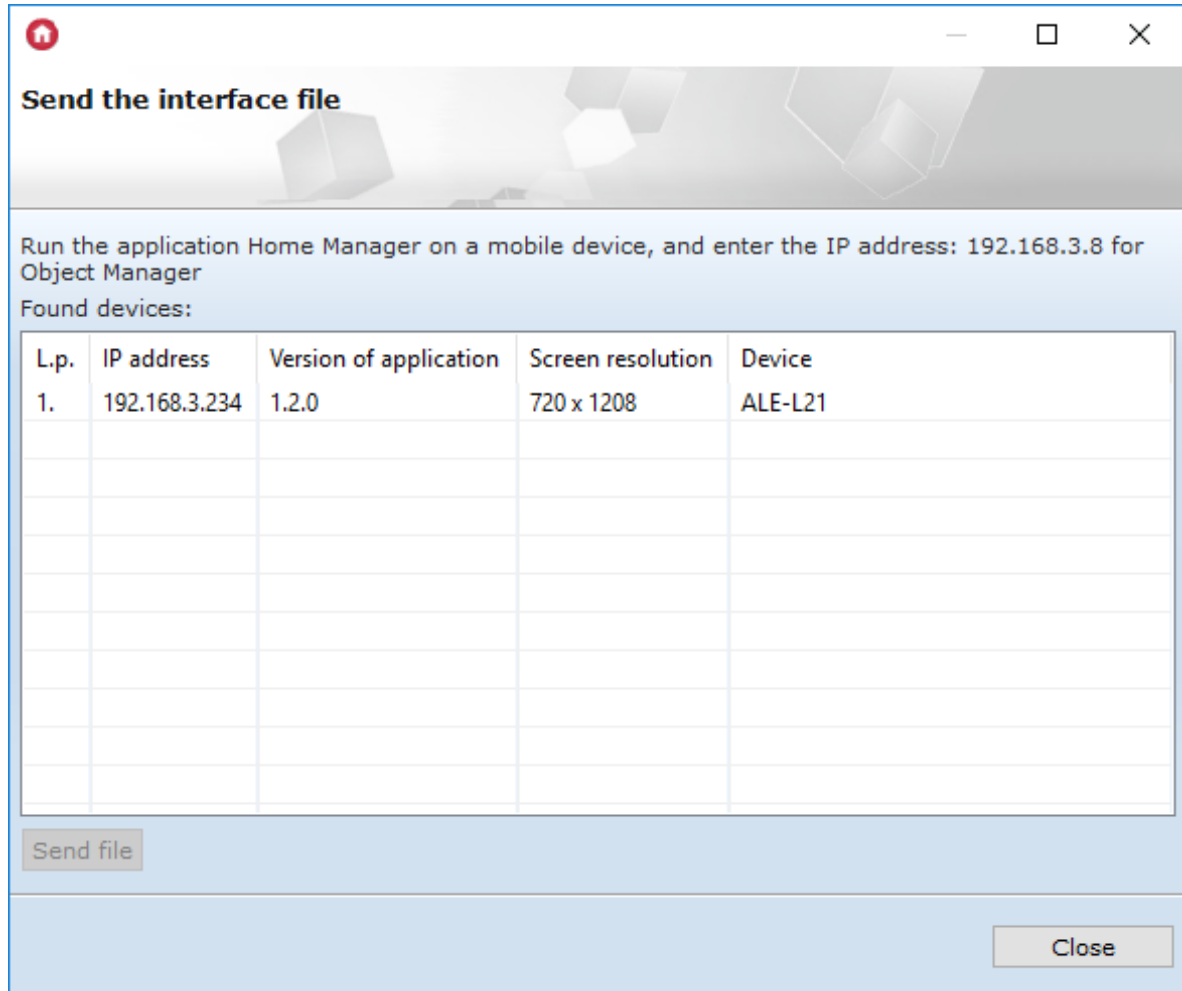 Send the interface file
Run the application Home Manager on a mobile device, and enter the IP address: 192.168.3.8 for
Object Manager
Found devices:
L.p. IP address Version of application Screen resolution Device
1. 192.168.3.234 1.2.0 720 x 1208 ALE-L21
Send file
Close